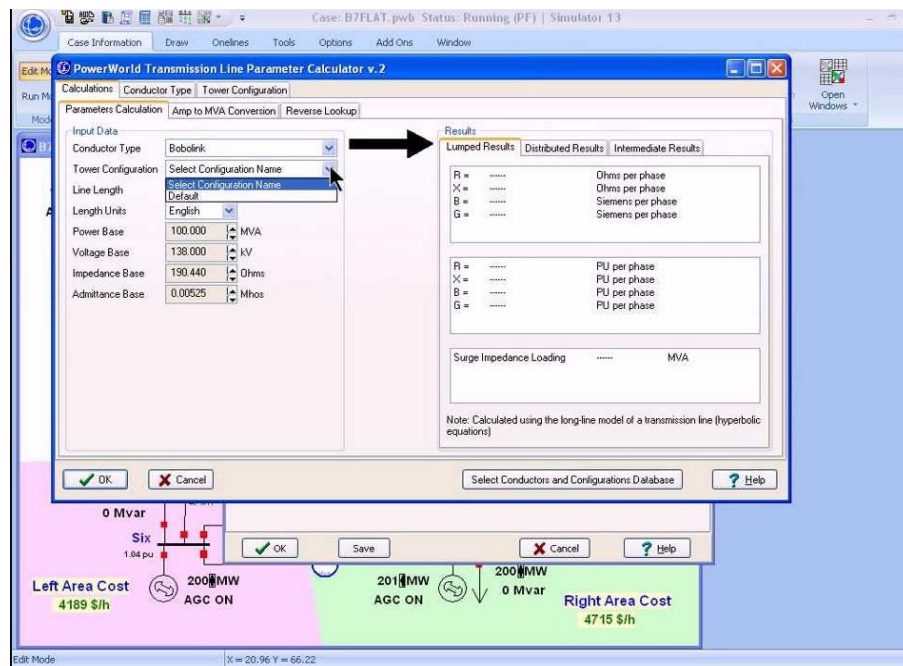 Case: B7FLAT.pwb Status: Running (PF) | Simulator 13
Case Information Draw Onelines Tools Options Add Ons Window
Edit Mo
Run Mo
Mod
Open
Windows
PowerWorld Transmission Line Parameter Calculator v.2
Calculations Conductor Type Tower Configuration
Parameters Calculation Amp to MVA Conversion Reverse Lookup
Input Data
Conductor Type Bobolink
Tower Configuration Select Configuration Name
Select Configuration Name
Default
Line Length
Length Units English
Power Base 100.000 MVA
Voltage Base 138.000 kV
Impedance Base 190.440 Ohms
Admittance Base 0.00525 Mhos
Results
Lumped Results Distributed Results Intermediate Results
R = ------ Ohms per phase
X = ------ Ohms per phase
B = ------ Siemens per phase
G = ------ Siemens per phase
R = ------ PU per phase
X = ------ PU per phase
B = ------ PU per phase
G = ------ PU per phase
Surge Impedance Loading ------ MVA
Note: Calculated using the long-line model of a transmission line (hyperbolic
equations)
OK Cancel Select Conductors and Configurations Database ? Help
0 Mvar
Six
1.04 pu
OK Save Cancel ? Help
200 MW
AGC ON
201 MW
AGC ON
200 MW
0 Mvar
Left Area Cost
4189 $/h
Right Area Cost
4715 $/h
Edit Mode X = 20.96 Y = 66.22